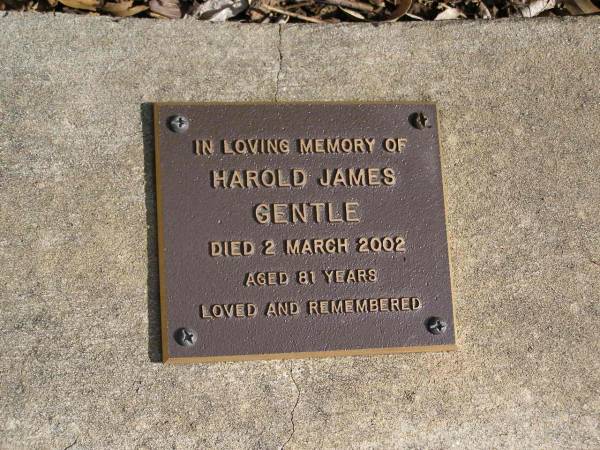 IN LOVING MEMORY OF
HAROLD JAMES
GENTLE
DIED 2 MARCH 2002
AGED 81 YEARS
LOVED AND REMEMBERED